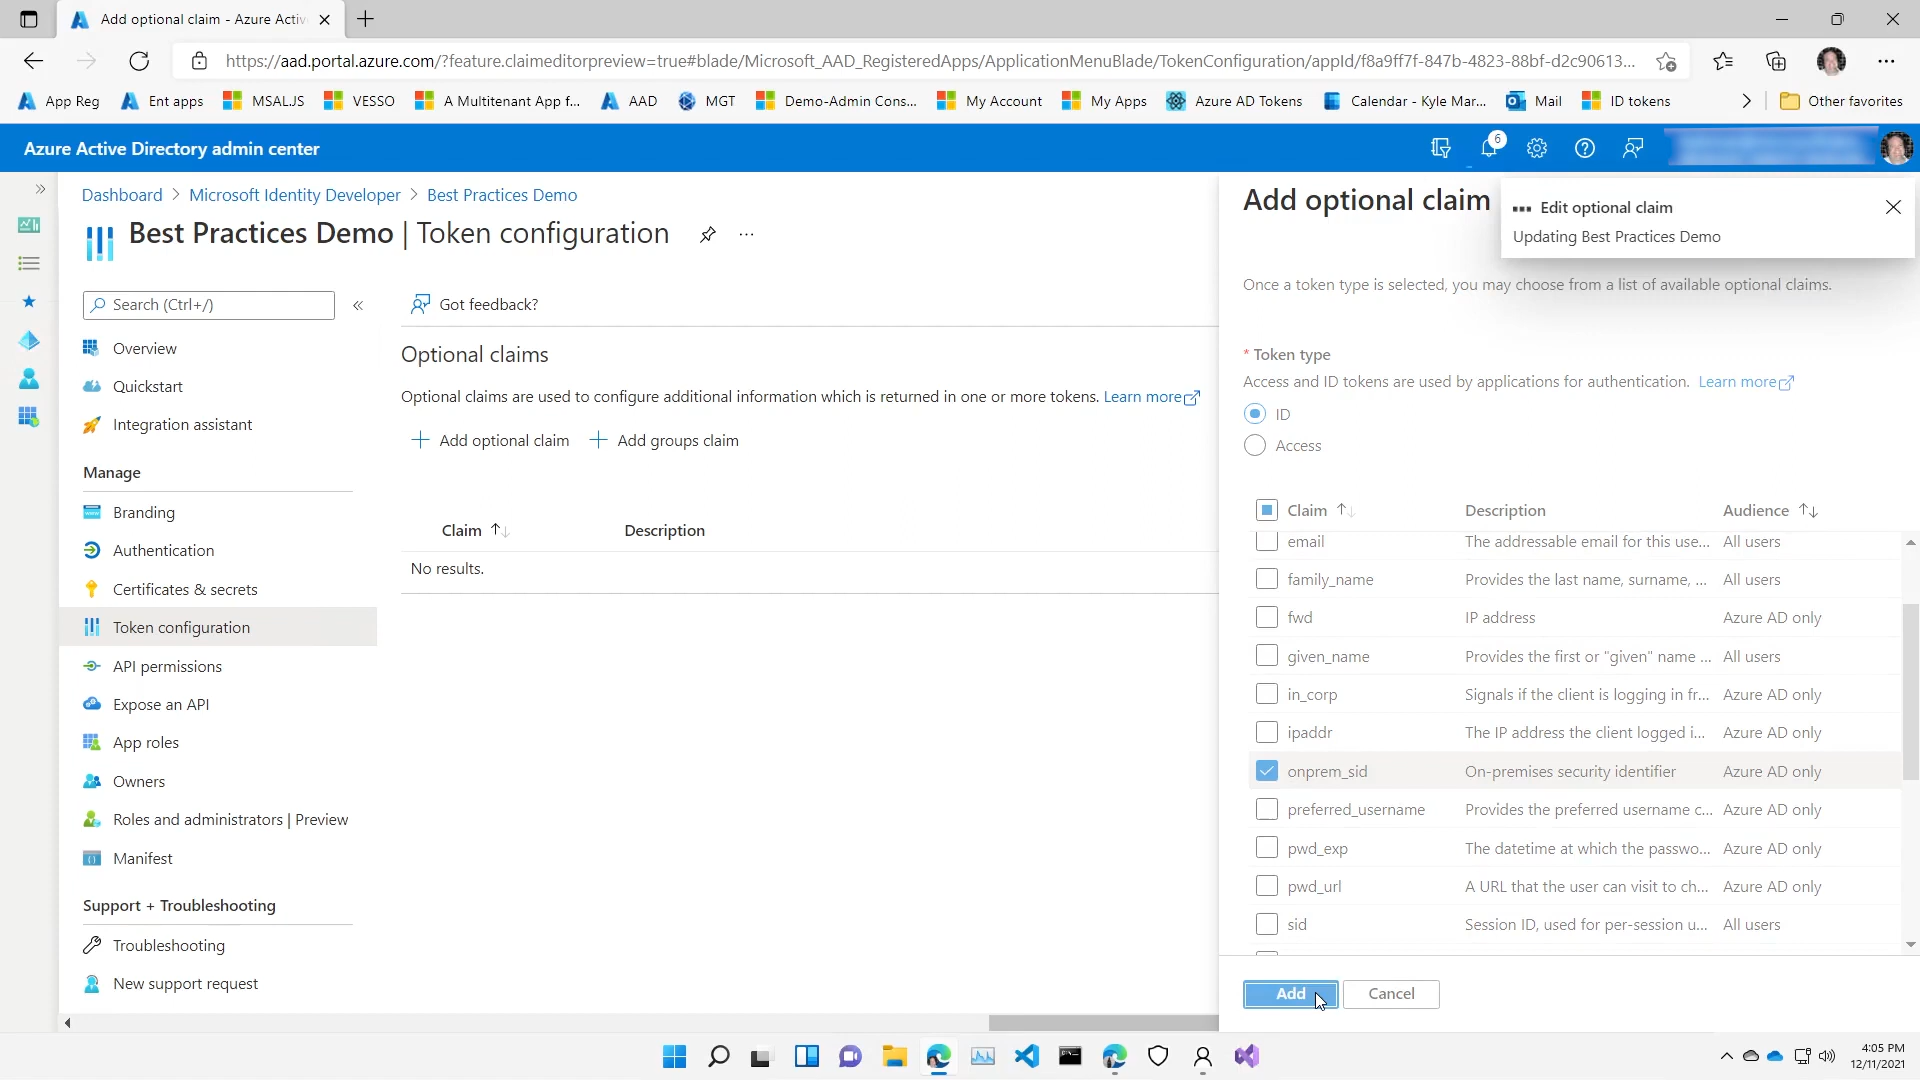 Add optional claim - Azure Activ
https://aad.portal.azure.com/?feature.claimeditorpreview=true#blade/Microsoft_AAD_RegisteredApps/ApplicationMenuBlade/TokenConfiguration/appId/f8a9ff7f-847b-4823-88bf-d2c90613...
App Reg
Ent apps
MSALJS
VESSO
A Multitenant App f...
AAD
MGT
Demo-Admin Cons...
My Account
My Apps
Azure AD Tokens
Calendar - Kyle Mar...
Mail
ID tokens
Other favorites
Azure Active Directory admin center
6
Dashboard > Microsoft Identity Developer > Best Practices Demo
Best Practices Demo | Token configuration
Search (Ctrl+/)
Overview
Quickstart
Integration assistant
Manage
Branding
Authentication
Certificates & secrets
Token configuration
API permissions
Expose an API
App roles
Owners
Roles and administrators | Preview
Manifest
Support + Troubleshooting
Troubleshooting
New support request
Got feedback?
Optional claims
Optional claims are used to configure additional information which is returned in one or more tokens. Learn more
Add optional claim
Add groups claim
Claim Description
No results.
Add optional claim
Edit optional claim
Updating Best Practices Demo
Once a token type is selected, you may choose from a list of available optional claims.
* Token type
Access and ID tokens are used by applications for authentication. Learn more
ID
Access
Claim Description Audience
email The addressable email for this use... All users
family_name Provides the last name, surname, ... All users
fwd IP address Azure AD only
given_name Provides the first or "given" name ... All users
in_corp Signals if the client is logging in fr... Azure AD only
ipaddr The IP address the client logged i... Azure AD only
onprem_sid On-premises security identifier Azure AD only
preferred_username Provides the preferred username c... Azure AD only
pwd_exp The datetime at which the passwo... Azure AD only
pwd_url A URL that the user can visit to ch... Azure AD only
sid Session ID, used for per-session u... All users
Add
Cancel
4:05 PM
12/11/2021